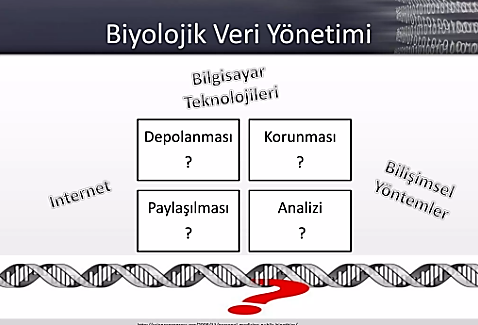 Biyolojik Veri Yönetimi
Bilgisayar
Teknolojileri
Depolanması
?
Korunması
?
Internet
Bilişimsel
Yöntemler
Paylaşılması
?
Analizi
?
?